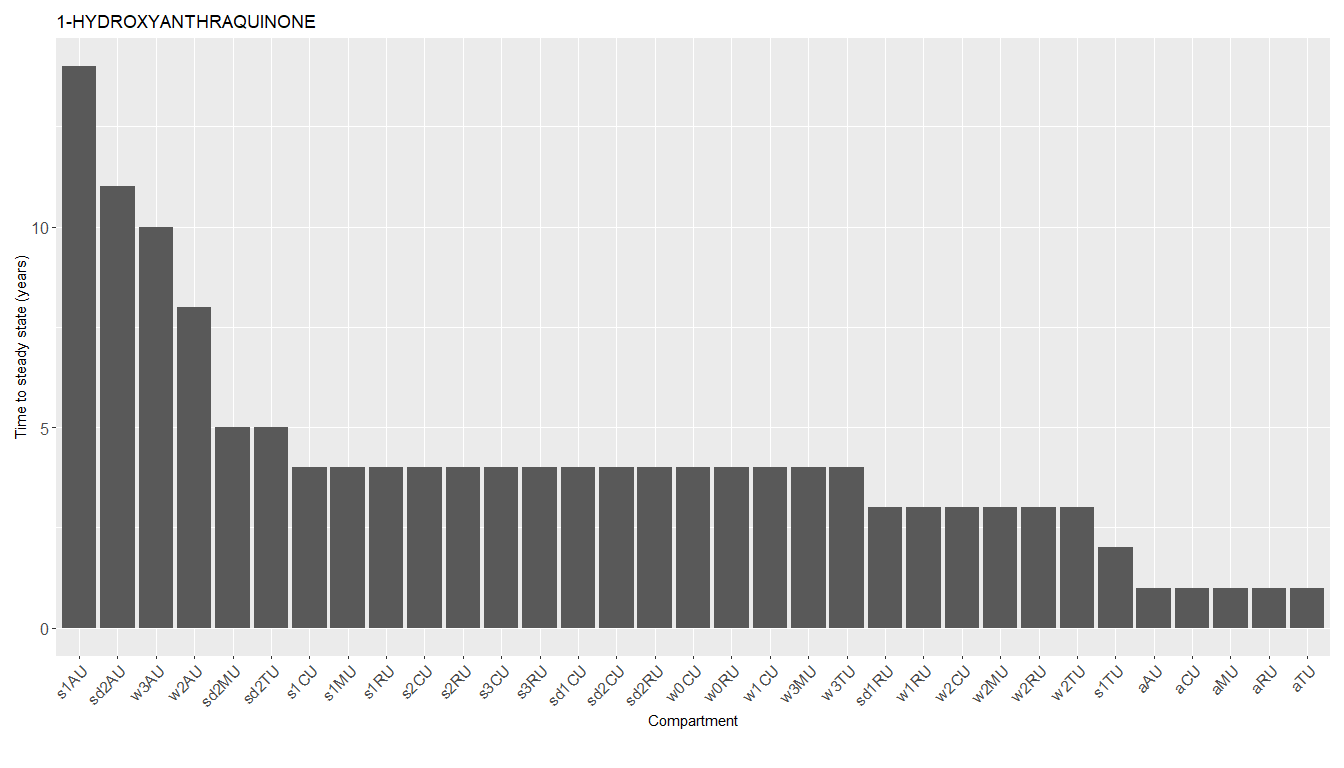 1-HYDROXYANTHRAQUINONE
Time to steady state (years)
10
5
0
s1AU sd2AU w3AU w2AU sd2MU sd2TU s1CU s1MU s1RU s2CU s2RU s3CU s3RU sd1CU sd2CU sd2RU w0CU w0RU w1CU w3MU w3TU sd1RU w1RU w2CU w2MU w2RU w2TU s1TU aAU aCU aMU aRU aTU
Compartment